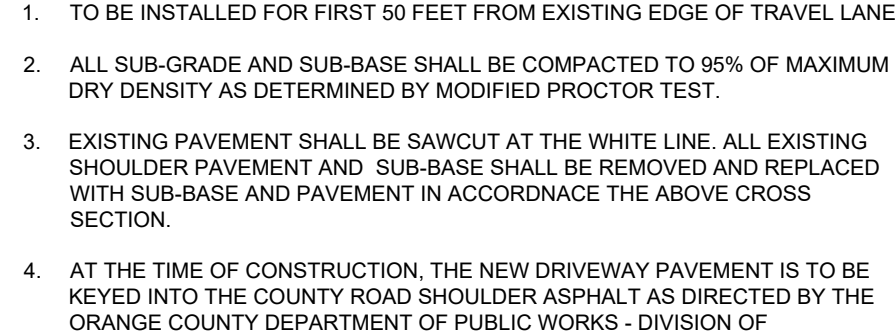 1. TO BE INSTALLED FOR FIRST 50 FEET FROM EXISTING EDGE OF TRAVEL LANE
2. ALL SUB-GRADE AND SUB-BASE SHALL BE COMPACTED TO 95% OF MAXIMUM
DRY DENSITY AS DETERMINED BY MODIFIED PROCTOR TEST.
3. EXISTING PAVEMENT SHALL BE SAWCUT AT THE WHITE LINE. ALL EXISTING
SHOULDER PAVEMENT AND SUB-BASE SHALL BE REMOVED AND REPLACED
WITH SUB-BASE AND PAVEMENT IN ACCORDNACE THE ABOVE CROSS
SECTION.
4. AT THE TIME OF CONSTRUCTION, THE NEW DRIVEWAY PAVEMENT IS TO BE
KEYED INTO THE COUNTY ROAD SHOULDER ASPHALT AS DIRECTED BY THE
ORANGE COUNTY DEPARTMENT OF PUBLIC WORKS - DIVISION OF